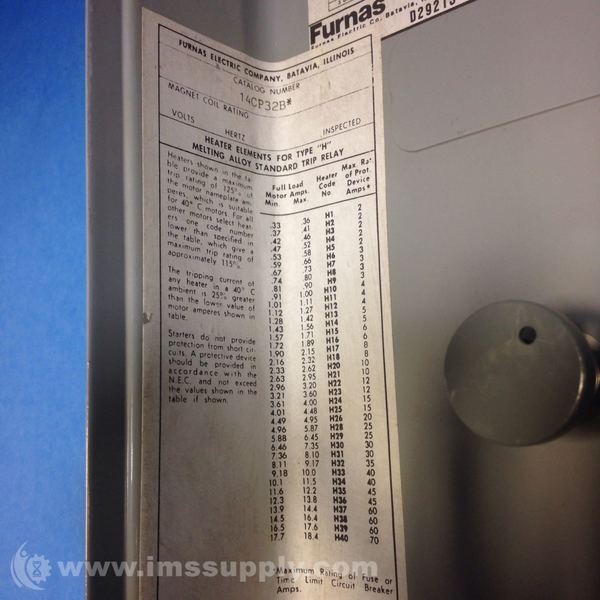 Furnas
Furnas Electric Co. Batavia,
D29213
FURNAS ELECTRIC COMPANY, BATAVIA, ILLINOIS
CATALOG NUMBER
14CP32B*
MAGNET COIL RATING
VOLTS HERTZ INSPECTED
HEATER ELEMENTS FOR TYPE "H"
MELTING ALLOY STANDARD TRIP RELAY
Heaters shown in the ta-
ble provide a maximum
trip rating of 125% of
the motor nameplate am-
peres, which is suitable
for 40° C motors. For all
other motors select heat-
ers one code number
lower than specified in
the table, which give a
maximum trip rating of
approximately 115%.
The tripping current of
any heater in a 40° C
ambient is 25% greater
than the lower value of
motor amperes shown in
table.
Starters do not provide
protection from short cir-
cuits. A protective device
should be provided in
accordance with the
N.E.C. and not exceed
the values shown in the
table if shown.
Full Load Motor Amps. Min. Max. Heater Code No. Max. Ra. of Prot. Device Amps*
.33 .36 H1 2
.37 .41 H2 2
.42 .46 H3 2
.47 .52 H4 2
.53 .58 H5 3
.59 .66 H6 3
.67 .73 H7 3
.74 .80 H8 3
.81 .90 H9 4
.91 1.00 H10 4
1.01 1.11 H11 4
1.12 1.27 H12 5
1.28 1.42 H13 5
1.43 1.56 H14 6
1.57 1.71 H15 6
1.72 1.89 H16 8
1.90 2.15 H17 8
2.16 2.32 H18 8
2.33 2.62 H20 10
2.63 2.95 H21 10
2.96 3.20 H22 12
3.21 3.60 H23 12
3.61 4.00 H24 15
4.01 4.48 H25 15
4.49 4.95 H26 20
4.96 5.87 H28 25
5.88 6.45 H29 25
6.46 7.35 H30 30
7.36 8.10 H31 30
8.11 9.17 H32 35
9.18 10.0 H33 40
10.1 11.5 H34 40
11.6 12.2 H35 45
12.3 13.8 H36 45
13.9 14.4 H37 60
14.5 16.4 H38 60
16.5 17.6 H39 60
17.7 18.4 H40 70
*Maximum Rating of Fuse or
Time Limit Circuit Breaker
Amps.
www.imssupply.com